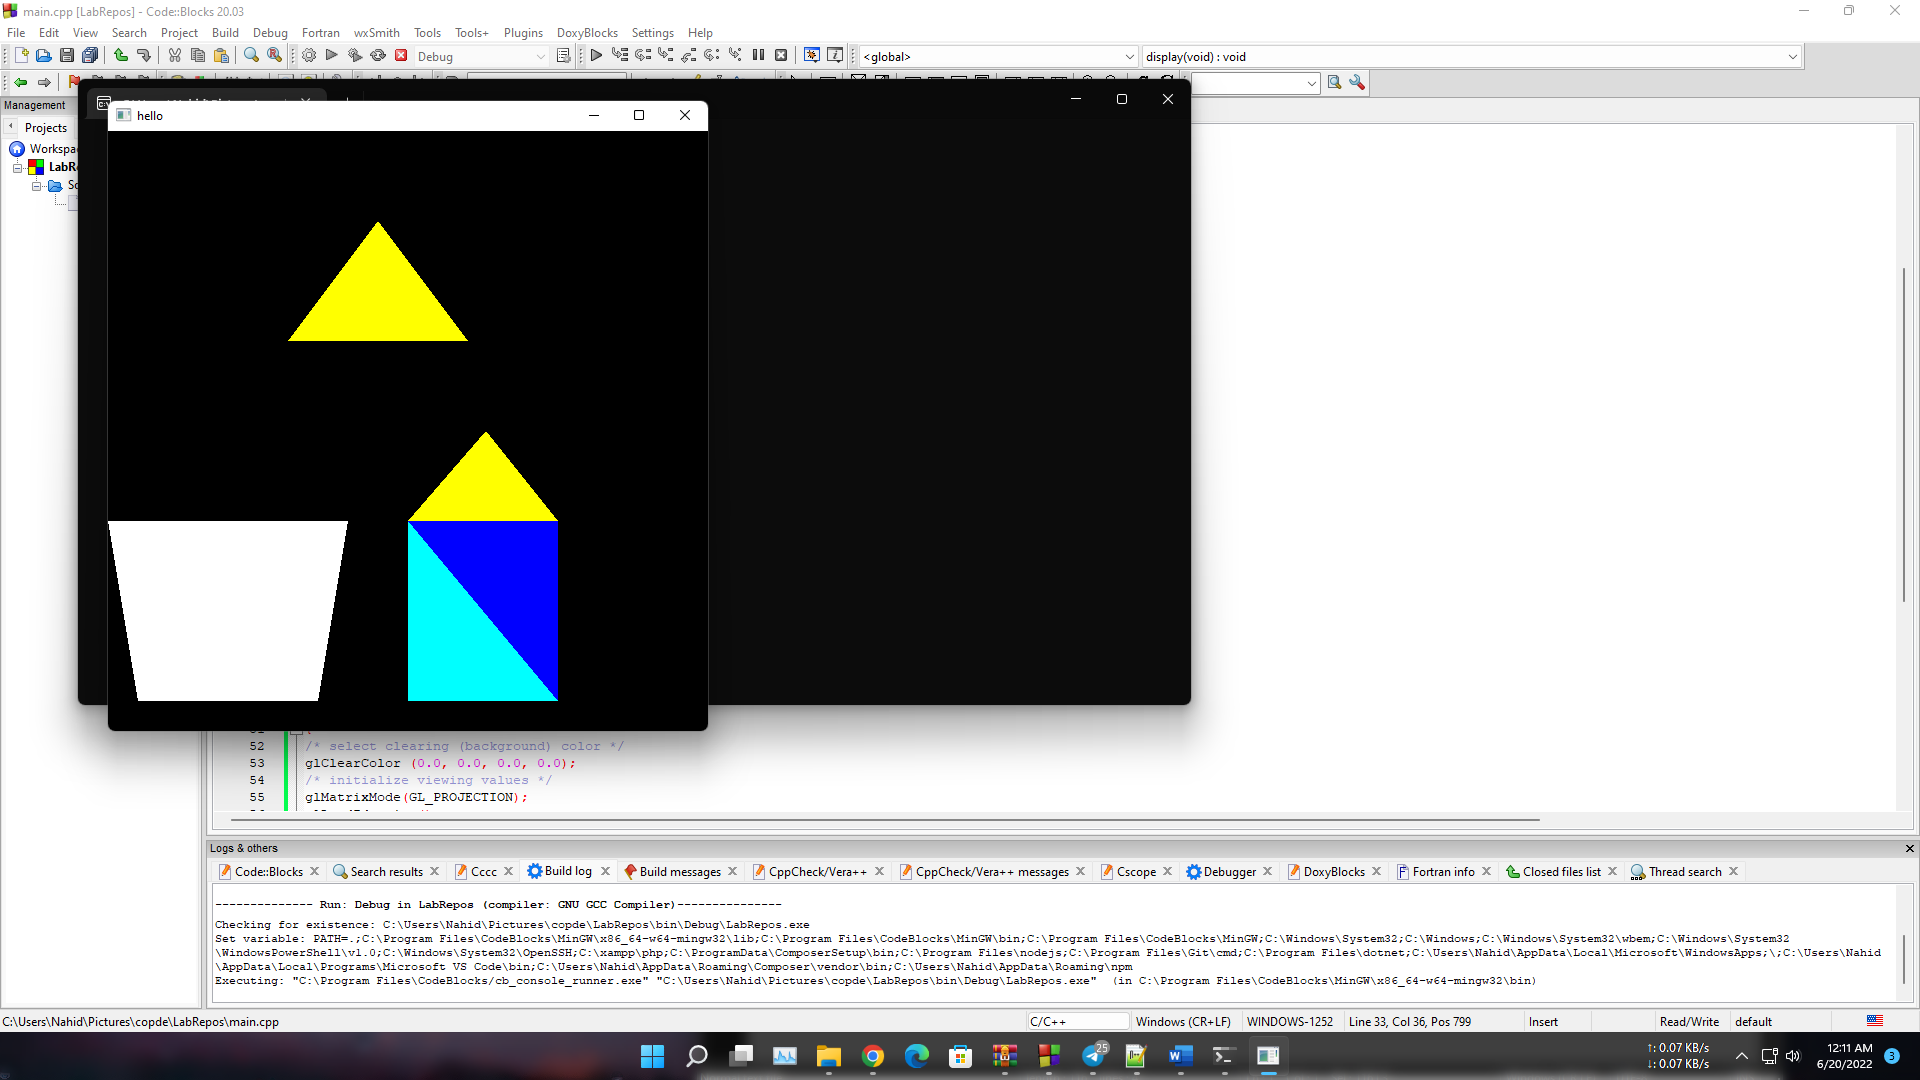 main.cpp [LabRepos] - Code::Blocks 20.03
File Edit View Search Project Build Debug Fortran wxSmith Tools Tools+ Plugins DoxyBlocks Settings Help
Debug
<global>
display(void) : void
Management
Projects
hello
52 /* select clearing (background) color */
53 glClearColor (0.0, 0.0, 0.0, 0.0);
54 /* initialize viewing values */
55 glMatrixMode(GL_PROJECTION);
Logs & others
Code::Blocks Search results Cccc Build log Build messages CppCheck/Vera++ CppCheck/Vera++ messages Cscope Debugger DoxyBlocks Fortran info Closed files list Thread search
-------------- Run: Debug in LabRepos (compiler: GNU GCC Compiler)---------------
Checking for existence: C:\Users\Nahid\Pictures\copde\LabRepos\bin\Debug\LabRepos.exe
Set variable: PATH=.;C:\Program Files\CodeBlocks\MinGW\x86_64-w64-mingw32\lib;C:\Program Files\CodeBlocks\MinGW\bin;C:\Program Files\CodeBlocks\MinGW;C:\Windows\System32;C:\Windows;C:\Windows\System32\wbem;C:\Windows\System32
\WindowsPowerShell\v1.0;C:\Windows\System32\OpenSSH;C:\xampp\php;C:\ProgramData\ComposerSetup\bin;C:\Program Files\nodejs;C:\Program Files\Git\cmd;C:\Program Files\dotnet;C:\Users\Nahid\AppData\Local\Microsoft\WindowsApps;\;C:\Users\Nahid
\AppData\Local\Programs\Microsoft VS Code\bin;C:\Users\Nahid\AppData\Roaming\Composer\vendor\bin;C:\Users\Nahid\AppData\Roaming\npm
Executing: "C:\Program Files\CodeBlocks/cb_console_runner.exe" "C:\Users\Nahid\Pictures\copde\LabRepos\bin\Debug\LabRepos.exe"  (in C:\Program Files\CodeBlocks\MinGW\x86_64-w64-mingw32\bin)
C:\Users\Nahid\Pictures\copde\LabRepos\main.cpp
C/C++
Windows (CR+LF)
WINDOWS-1252
Line 33, Col 36, Pos 799
Insert
Read/Write
default
25
↑: 0.07 KB/s
↓: 0.07 KB/s
12:11 AM
6/20/2022
3